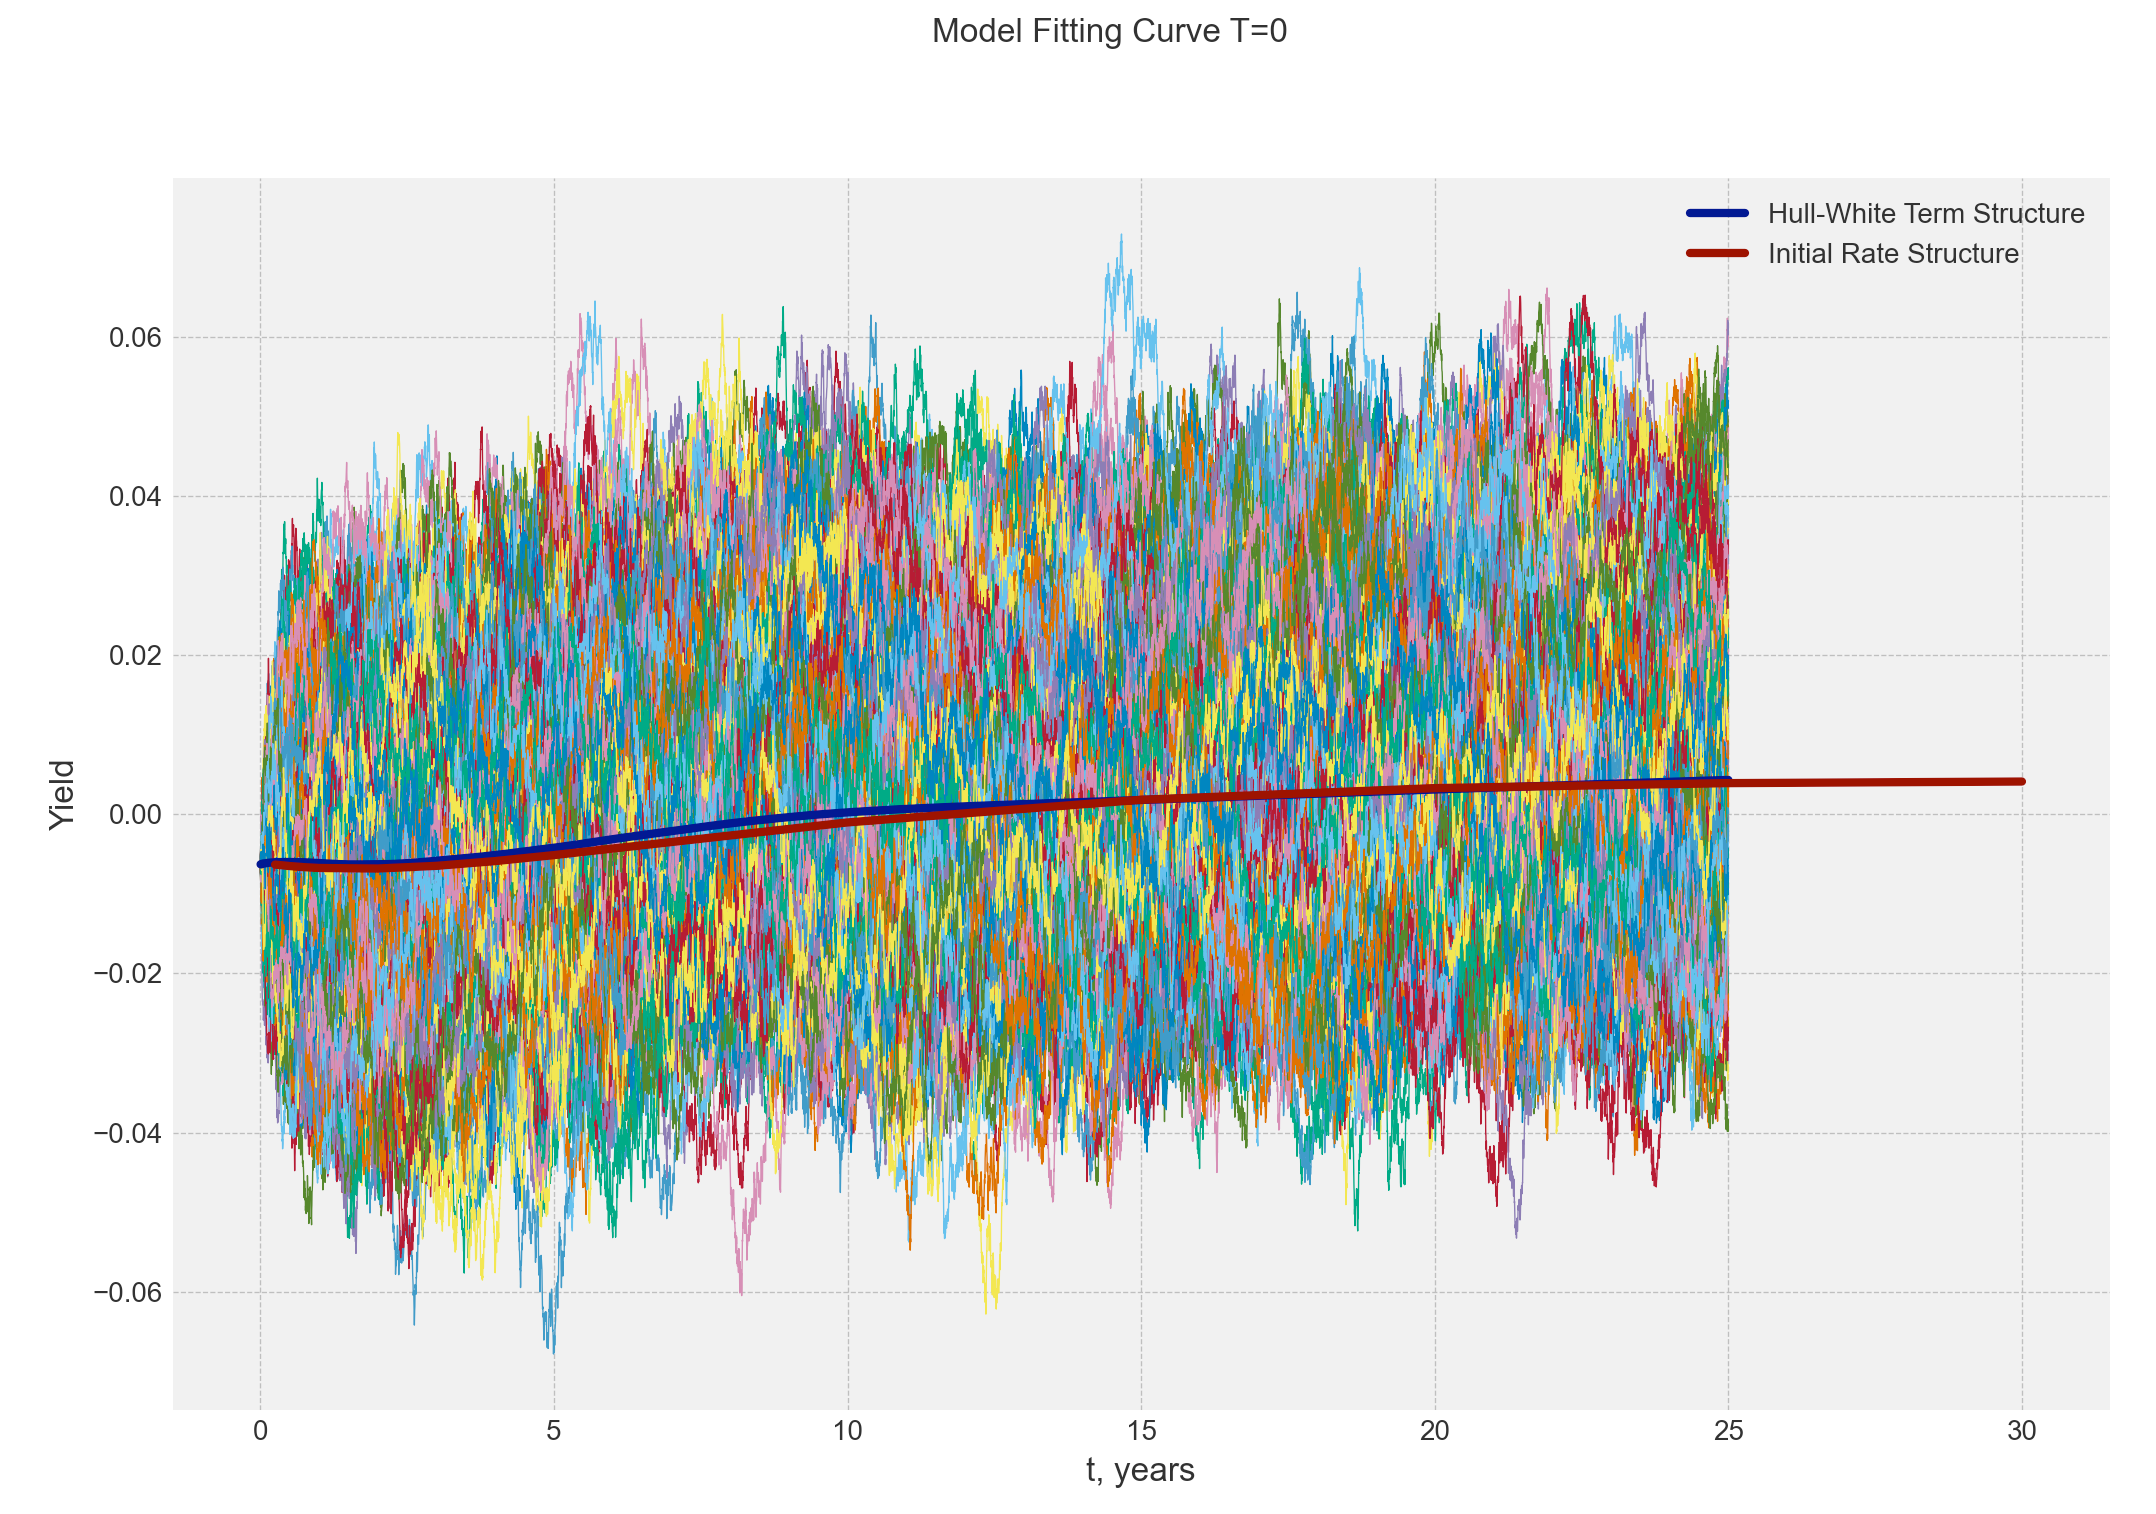 Model Fitting Curve T=0
Hull-White Term Structure
Initial Rate Structure
0.06
0.04
0.02
0.00
−0.02
−0.04
−0.06
Yield
0 5 10 15 20 25 30
t, years